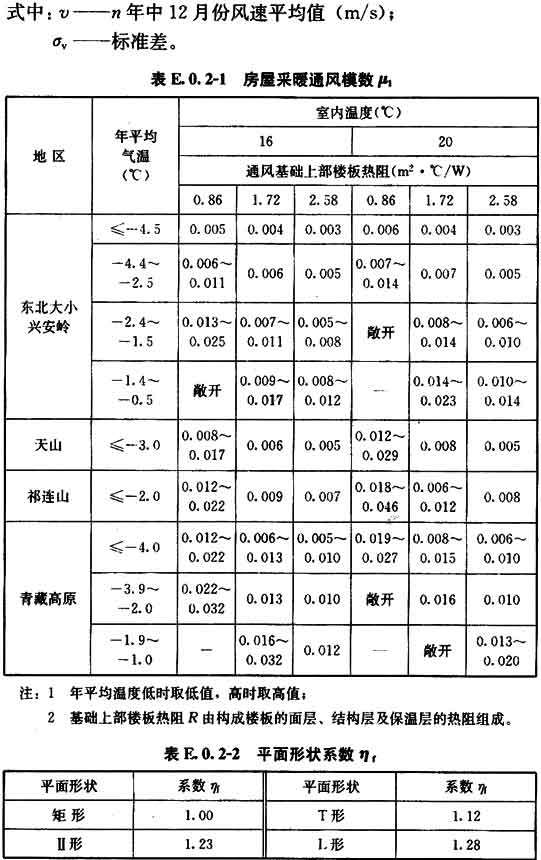 式中：υ——n年中12月份风速平均值（m/s）；
σv——标准差。
表E.0.2-1 房屋采暖通风模数μ1
地区 年平均气温(℃) 室内温度(℃)
16 20
通风基础上部楼板热阻(m²·℃/W)
0.86 1.72 2.58 0.86 1.72 2.58
东北大小兴安岭 ≤-4.5 0.005 0.004 0.003 0.006 0.004 0.003
-4.4～-2.5 0.006～0.011 0.006 0.005 0.007～0.014 0.007 0.005
-2.4～-1.5 0.013～0.025 0.007～0.011 0.005～0.008 敞开 0.008～0.014 0.006～0.010
-1.4～-0.5 敞开 0.009～0.017 0.008～0.012 — 0.014～0.023 0.010～0.014
天山 ≤-3.0 0.008～0.017 0.006 0.005 0.012～0.029 0.008 0.005
祁连山 ≤-2.0 0.012～0.022 0.009 0.007 0.018～0.046 0.006～0.012 0.008
青藏高原 ≤-4.0 0.012～0.022 0.006～0.013 0.005～0.010 0.019～0.027 0.008～0.015 0.006～0.010
-3.9～-2.0 0.022～0.032 0.013 0.010 敞开 0.016 0.010
-1.9～-1.0 — 0.016～0.032 0.012 — 敞开 0.013～0.020
注：1 年平均温度低时取低值，高时取高值；
2 基础上部楼板热阻R由构成楼板的面层、结构层及保温层的热阻组成。
表E.0.2-2 平面形状系数ηf
平面形状 系数ηf 平面形状 系数ηf
矩形 1.00 T形 1.12
Ⅱ形 1.23 L形 1.28